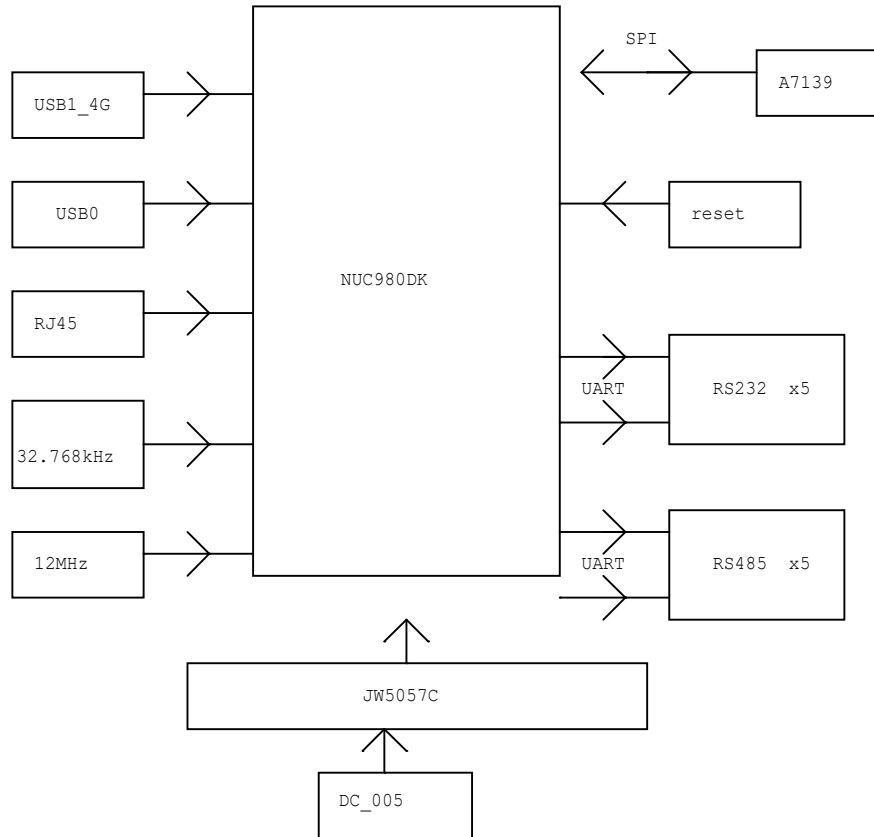 SPI
A7139
USB1_4G
USB0
reset
NUC980DK
RJ45
UART
RS232 x5
32.768kHz
12MHz
UART
RS485 x5
JW5057C
DC_005